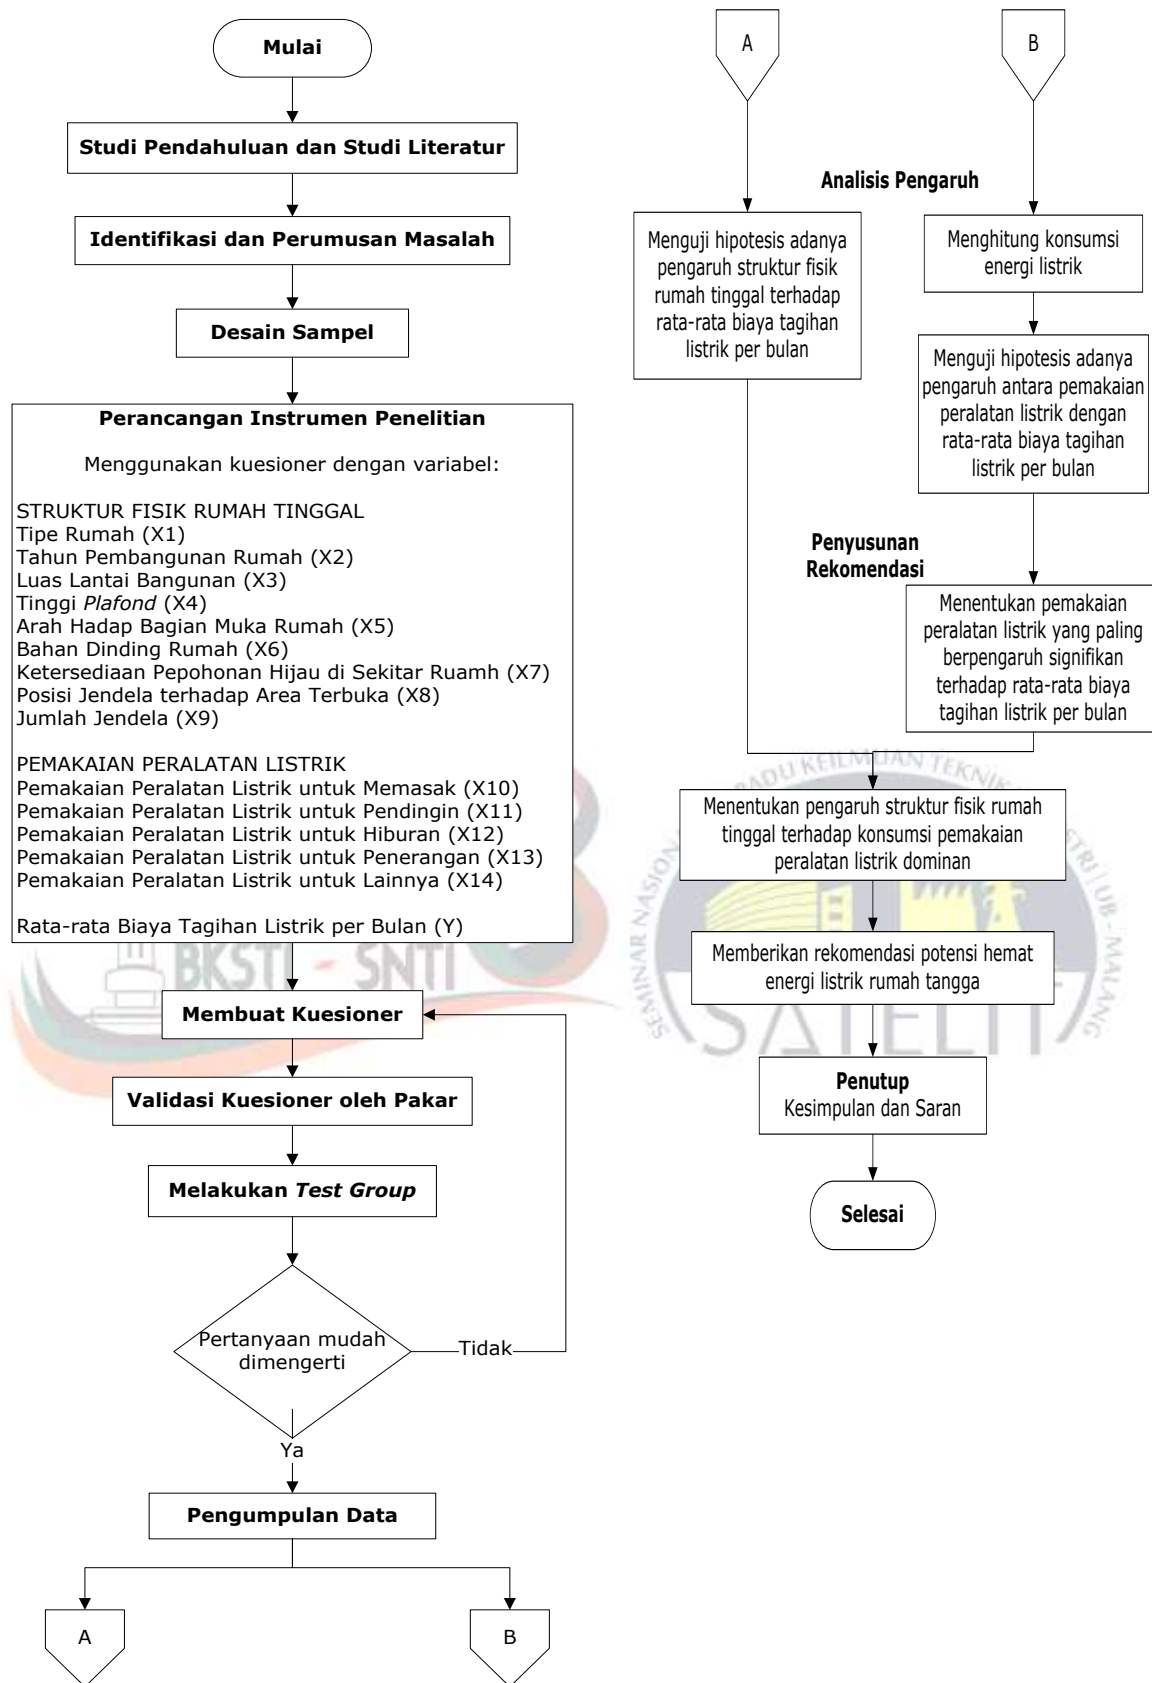 Mulai
Studi Pendahuluan dan Studi Literatur
Identifikasi dan Perumusan Masalah
Desain Sampel
Perancangan Instrumen Penelitian
Menggunakan kuesioner dengan variabel:
STRUKTUR FISIK RUMAH TINGGAL
Tipe Rumah (X1)
Tahun Pembangunan Rumah (X2)
Luas Lantai Bangunan (X3)
Tinggi Plafond (X4)
Arah Hadap Bagian Muka Rumah (X5)
Bahan Dinding Rumah (X6)
Ketersediaan Pepohonan Hijau di Sekitar Ruamh (X7)
Posisi Jendela terhadap Area Terbuka (X8)
Jumlah Jendela (X9)
PEMAKAIAN PERALATAN LISTRIK
Pemakaian Peralatan Listrik untuk Memasak (X10)
Pemakaian Peralatan Listrik untuk Pendingin (X11)
Pemakaian Peralatan Listrik untuk Hiburan (X12)
Pemakaian Peralatan Listrik untuk Penerangan (X13)
Pemakaian Peralatan Listrik untuk Lainnya (X14)
Rata-rata Biaya Tagihan Listrik per Bulan (Y)
BKSTI - SNTI
Membuat Kuesioner
Validasi Kuesioner oleh Pakar
Melakukan Test Group
Pertanyaan mudah
dimengerti
Tidak
Ya
Pengumpulan Data
A
B
A
B
Analisis Pengaruh
Menguji hipotesis adanya
pengaruh struktur fisik
rumah tinggal terhadap
rata-rata biaya tagihan
listrik per bulan
Menghitung konsumsi
energi listrik
Menguji hipotesis adanya
pengaruh antara pemakaian
peralatan listrik dengan
rata-rata biaya tagihan
listrik per bulan
Penyusunan
Rekomendasi
Menentukan pemakaian
peralatan listrik yang paling
berpengaruh signifikan
terhadap rata-rata biaya
tagihan listrik per bulan
Menentukan pengaruh struktur fisik rumah
tinggal terhadap konsumsi pemakaian
peralatan listrik dominan
Memberikan rekomendasi potensi hemat
energi listrik rumah tangga
SEMINAR NASIONAL KEILMUAN UB - MALANG
SATELIT
Penutup
Kesimpulan dan Saran
Selesai